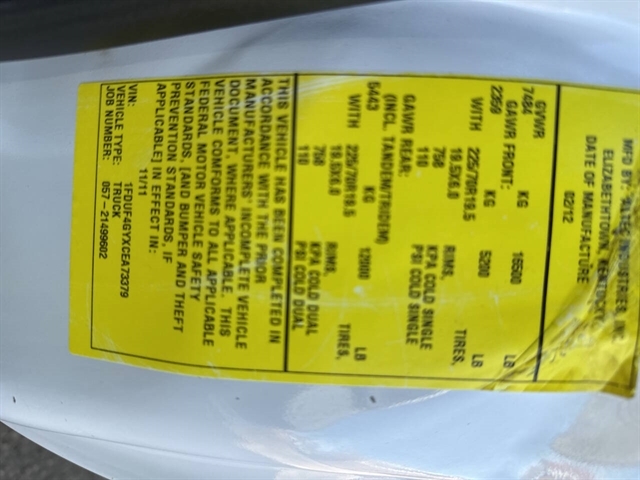 MFD BY: ALTEC INDUSTRIES, INC.
ELIZABETHTOWN, KENTUCKY
DATE OF MANUFACTURE 02/12
GVWR
7484 KG 16500 LB
GAWR FRONT:
2359 KG 5200 LB
WITH 225/70R19.5 TIRES,
19.5X6.0 RIMS,
758 KPA COLD SINGLE
110 PSI COLD SINGLE
GAWR REAR:
(INCL. TANDEM/TRIDEM)
5443 KG 12000 LB
WITH 225/70R19.5 TIRES,
19.5X6.0 RIMS,
758 KPA COLD DUAL
110 PSI COLD DUAL
THIS VEHICLE HAS BEEN COMPLETED IN
ACCORDANCE WITH THE PRIOR
MANUFACTURERS' INCOMPLETE VEHICLE
DOCUMENT, WHERE APPLICABLE. THIS
VEHICLE CONFORMS TO ALL APPLICABLE
FEDERAL MOTOR VEHICLE SAFETY
STANDARDS, [AND BUMPER AND THEFT
PREVENTION STANDARDS, IF
APPLICABLE] IN EFFECT IN:
11/11
VIN: 1FDUF4GYXCEA73379
VEHICLE TYPE: TRUCK
JOB NUMBER: 057-21499602